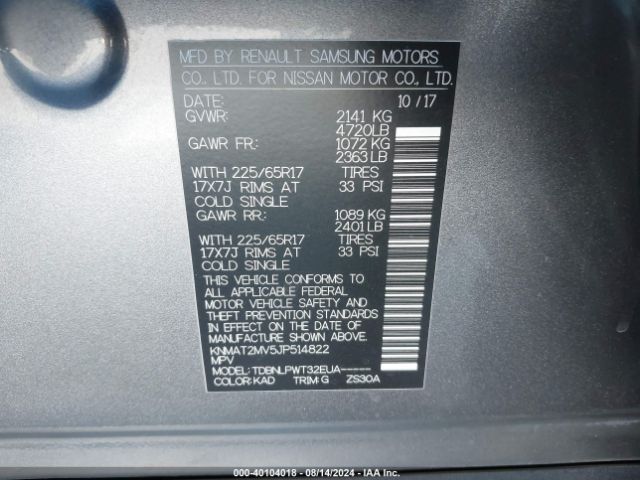 MFD BY RENAULT SAMSUNG MOTORS
CO., LTD. FOR NISSAN MOTOR CO., LTD.
DATE: 10 / 17
GVWR: 2141 KG
4720LB
GAWR FR: 1072 KG
2363 LB
WITH 225/65R17 TIRES
17X7J RIMS AT 33 PSI
COLD SINGLE
GAWR RR: 1089 KG
2401 LB
WITH 225/65R17 TIRES
17X7J RIMS AT 33 PSI
COLD SINGLE
THIS VEHICLE CONFORMS TO
ALL APPLICABLE FEDERAL
MOTOR VEHICLE SAFETY AND
THEFT PREVENTION STANDARDS
IN EFFECT ON THE DATE OF
MANUFACTURE SHOWN ABOVE.
KNMAT2MV5JP514822
MPV
MODEL: TDBNLPWT32EUA-----
COLOR: KAD TRIM: G ZS30A
000-40104018 - 08/14/2024 - IAA Inc.